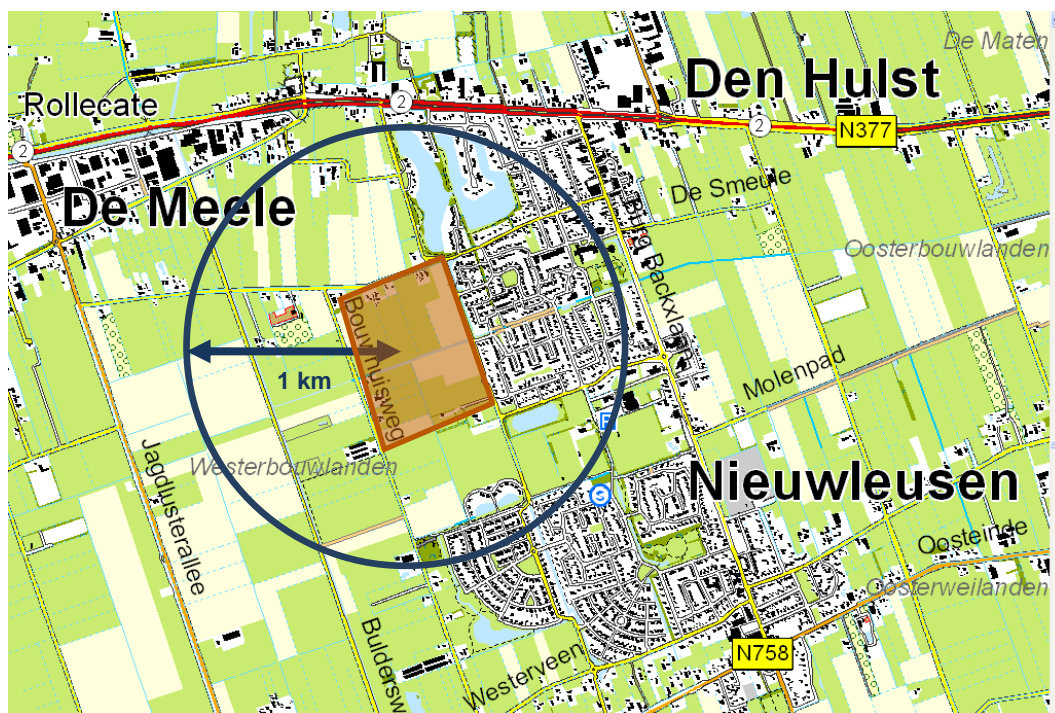 De Maten
Den Hulst
Rollecate
2
2
N377
2
De Smeule
De Meele
Burg Backxlaan
Oosterbouwlanden
Bouwhuisweg
1 km
Molenpad
P
Jagdlusterallee
Westerbouwlanden
Nieuwleusen
Oosteinde
Oosterweilanden
Buldersw
Westerveen
N758